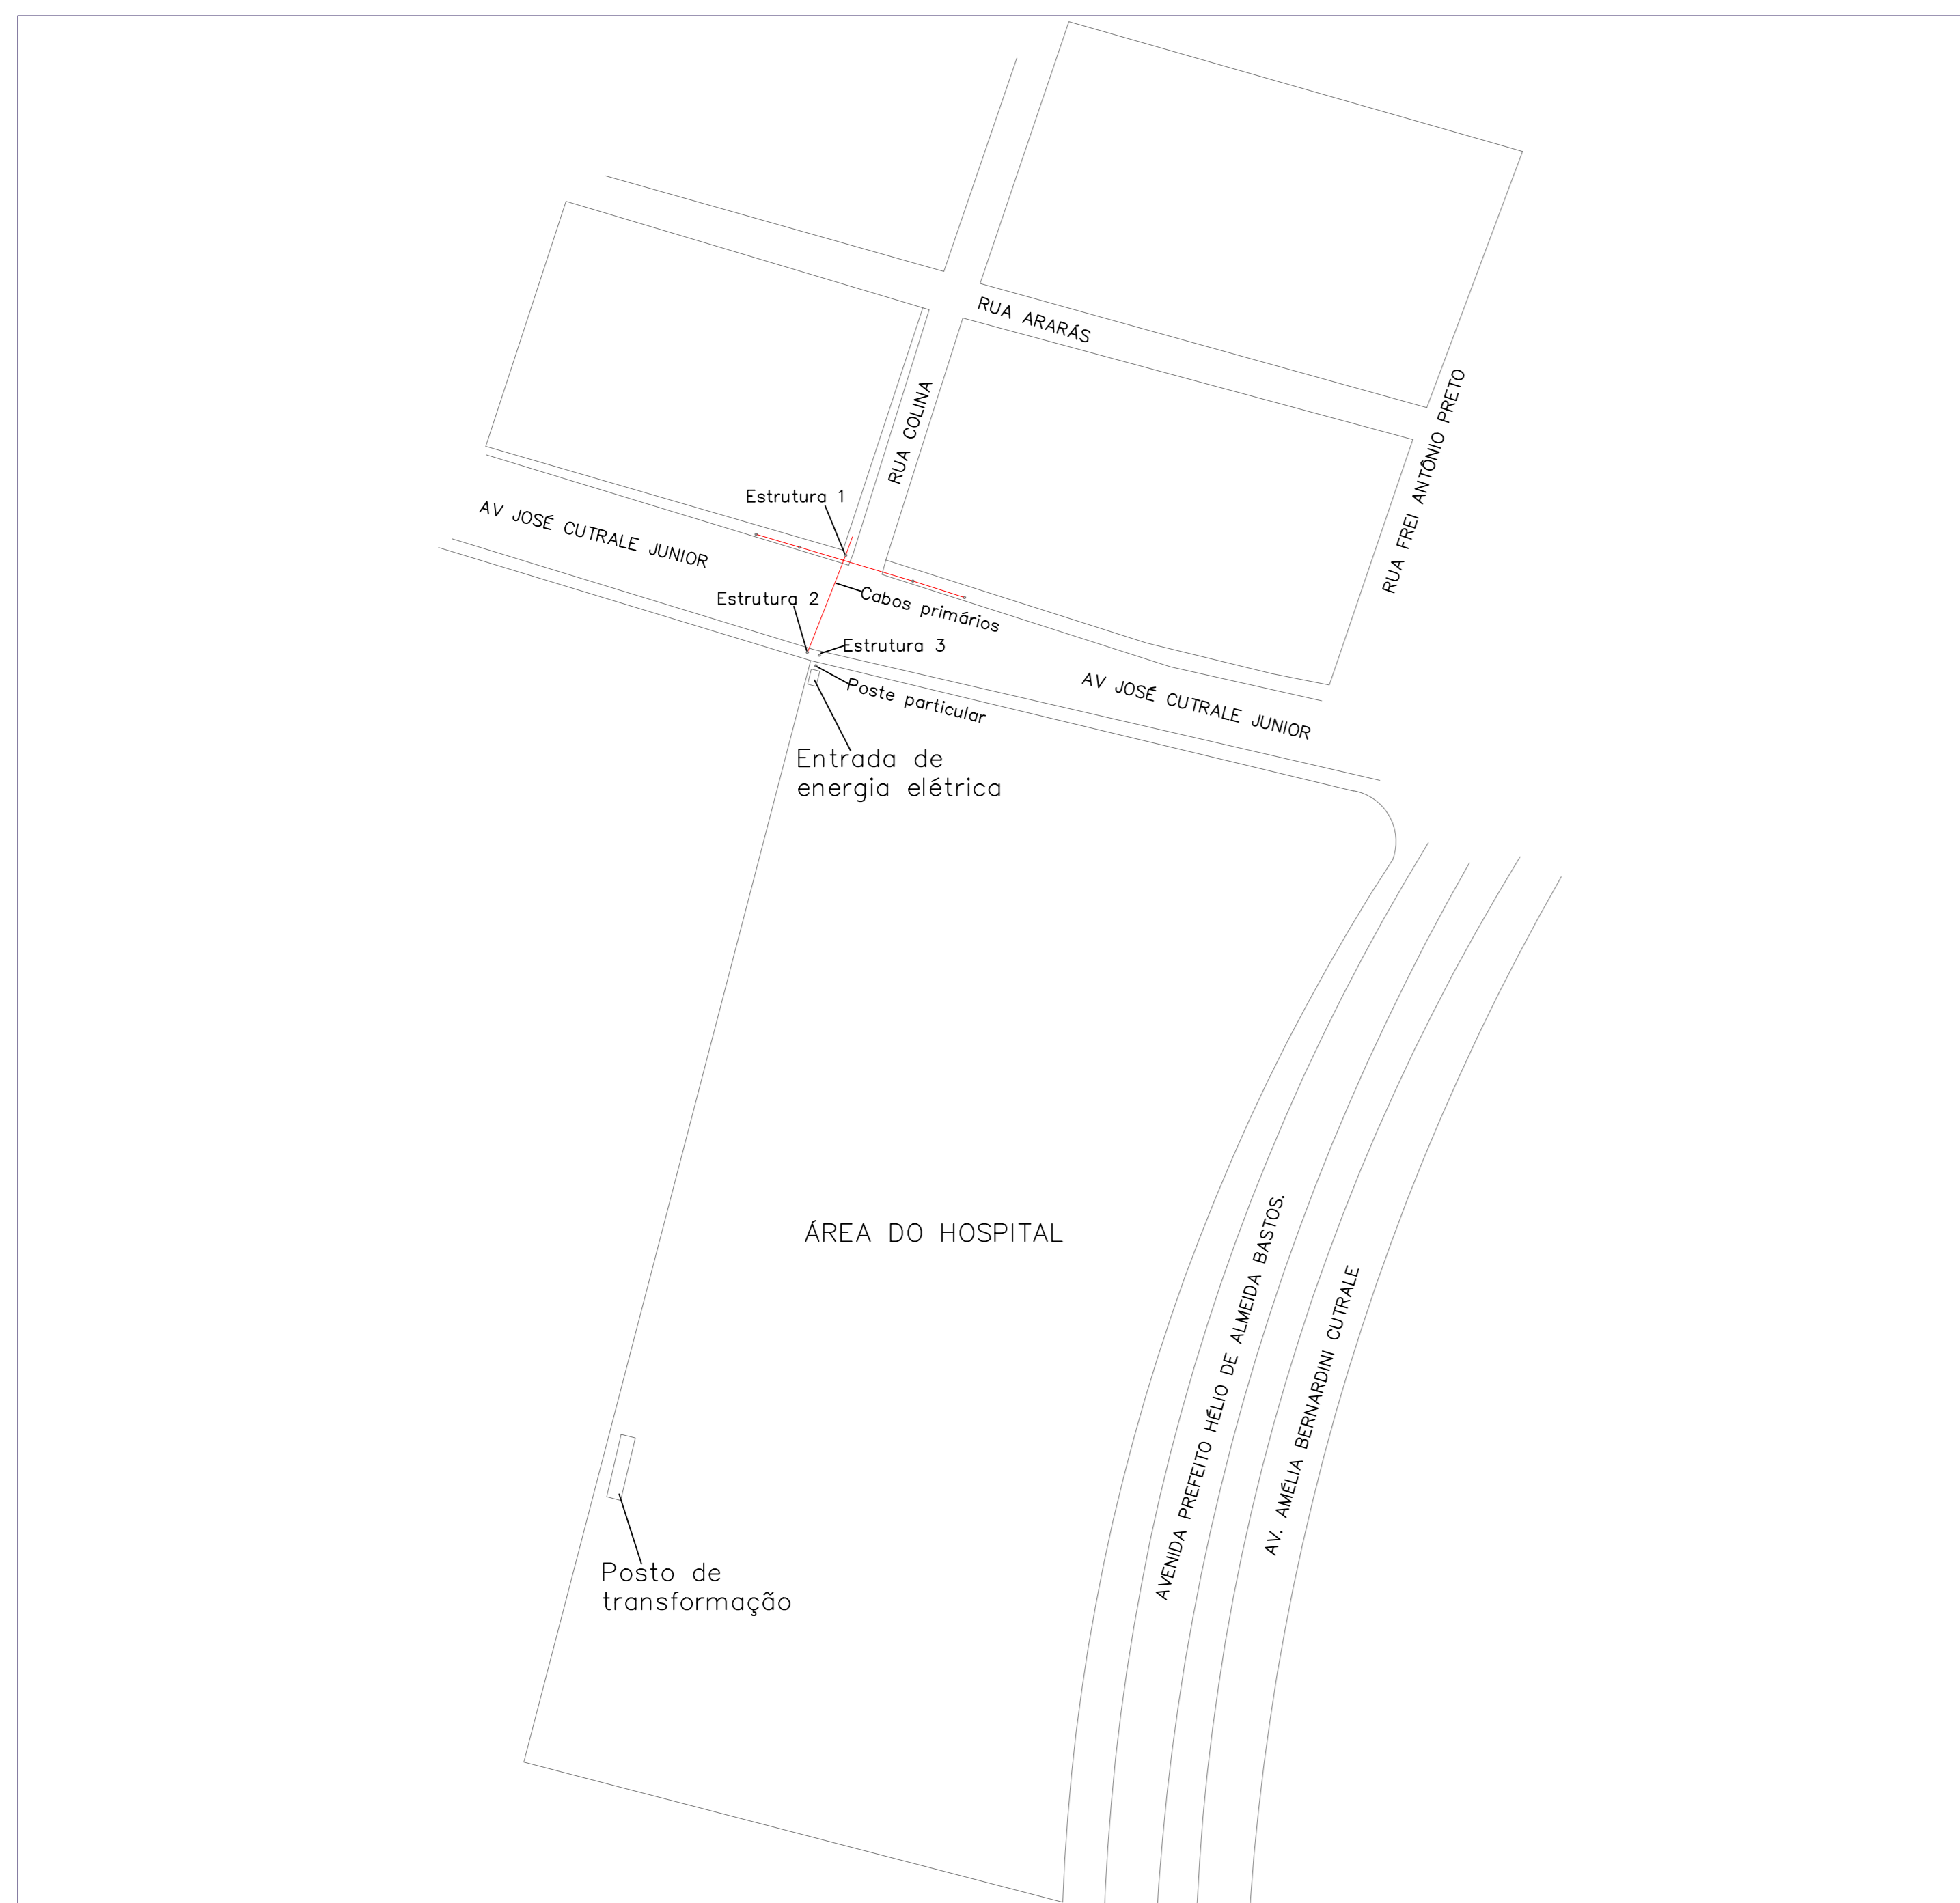 RUA ARARÁS
RUA COLINA
RUA FREI ANTÔNIO PRETO
Estrutura 1
AV JOSÉ CUTRALE JUNIOR
Estrutura 2
Cabos primários
Estrutura 3
Poste particular
AV JOSÉ CUTRALE JUNIOR
Entrada de
energia elétrica
ÁREA DO HOSPITAL
AVENIDA PREFEITO HÉLIO DE ALMEIDA BASTOS.
AV. AMÉLIA BERNARDINI CUTRALE
Posto de
transformação